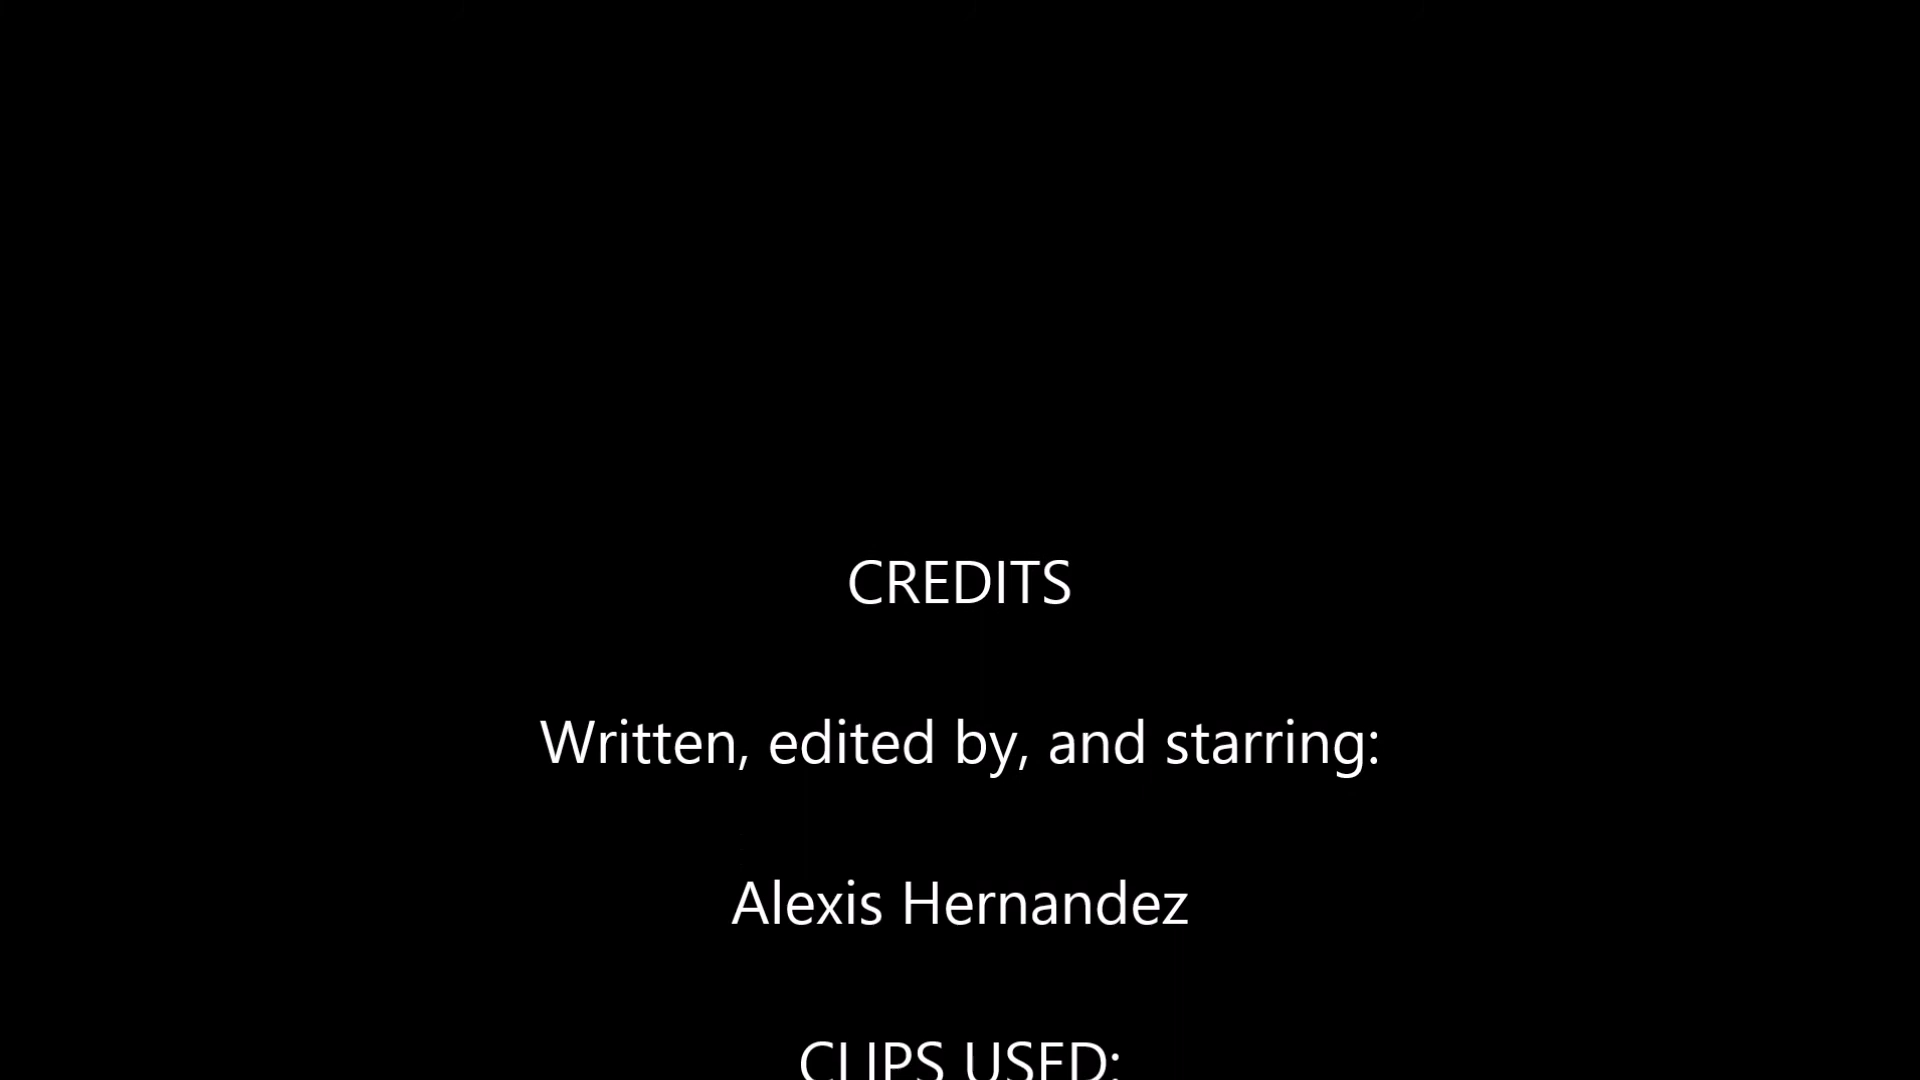 CREDITS
Written, edited by, and starring:
Alexis Hernandez
CLIPS USED: